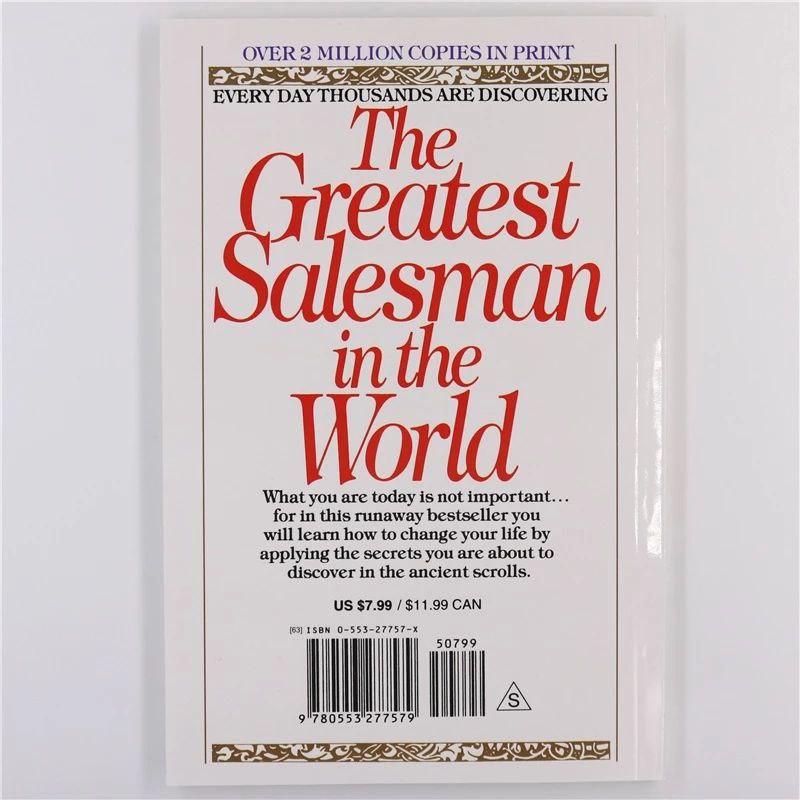 OVER 2 MILLION COPIES IN PRINT
EVERY DAY THOUSANDS ARE DISCOVERING
The
Greatest
Salesman
in the
World
What you are today is not important...
for in this runaway bestseller you
will learn how to change your life by
applying the secrets you are about to
discover in the ancient scrolls.
US $7.99 / $11.99 CAN
[63] ISBN 0-553-27757-X
50799
9 780553 277579
S